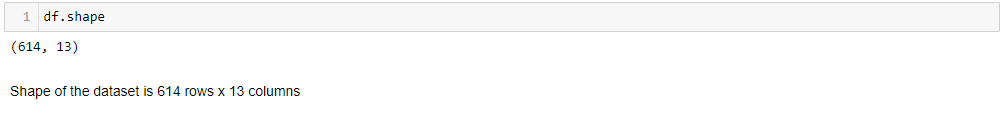 1 df.shape
(614, 13)
Shape of the dataset is 614 rows x 13 columns